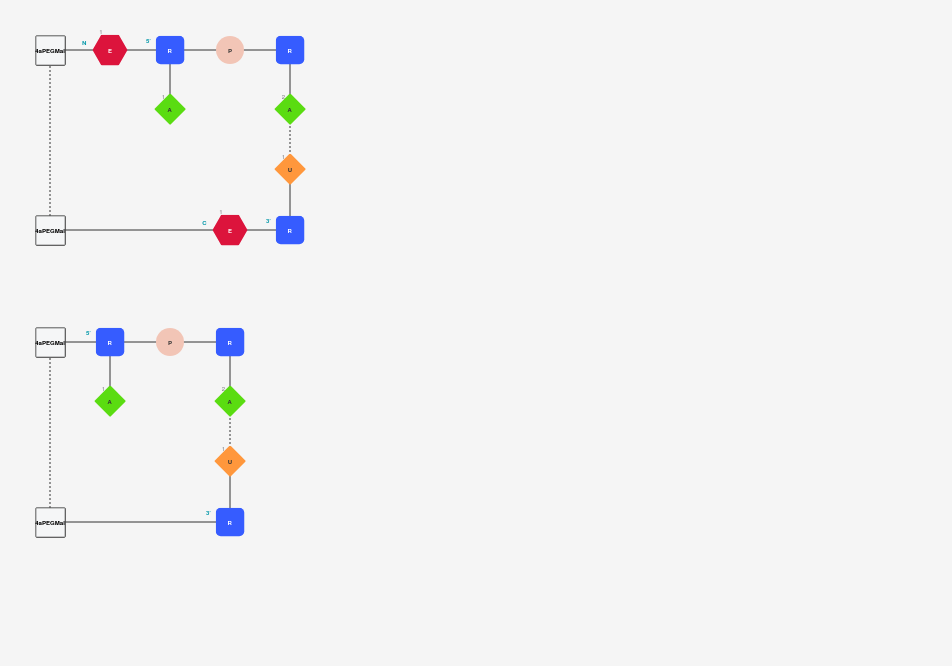 4aPEGMal N 1 E 5' R P R
1 A 2 A
1 U
4aPEGMal C 1 E 3' R
4aPEGMal 5' R P R
1 A 2 A
1 U
4aPEGMal 3' R